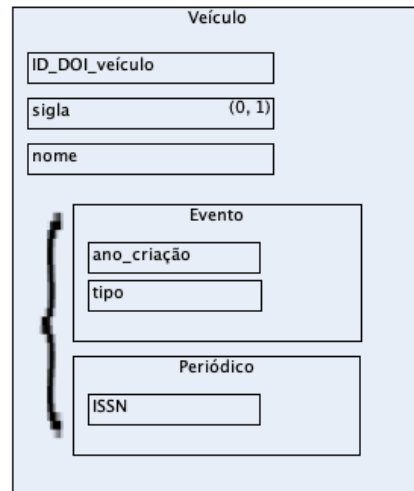 Veículo
ID_DOI_veículo
sigla (0, 1)
nome
Evento
ano_criação
tipo
Periódico
ISSN